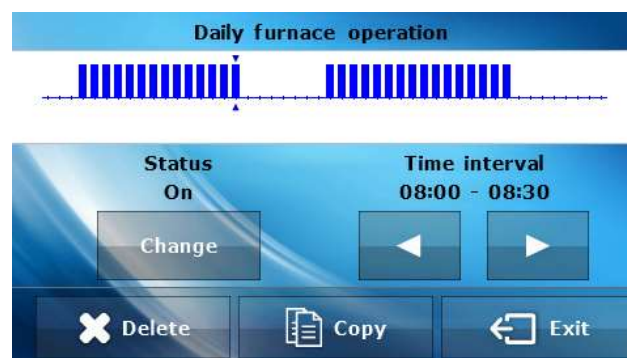 Daily furnace operation
Status
On
Time interval
08:00 - 08:30
Change
Delete
Copy
Exit